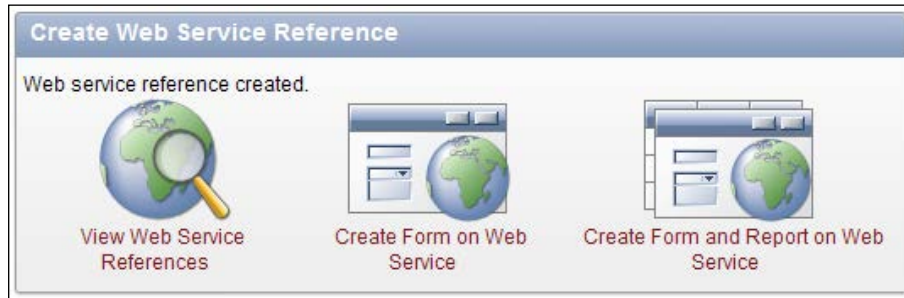 Create Web Service Reference
Web service reference created.
View Web Service
References
Create Form on Web
Service
Create Form and Report on Web
Service